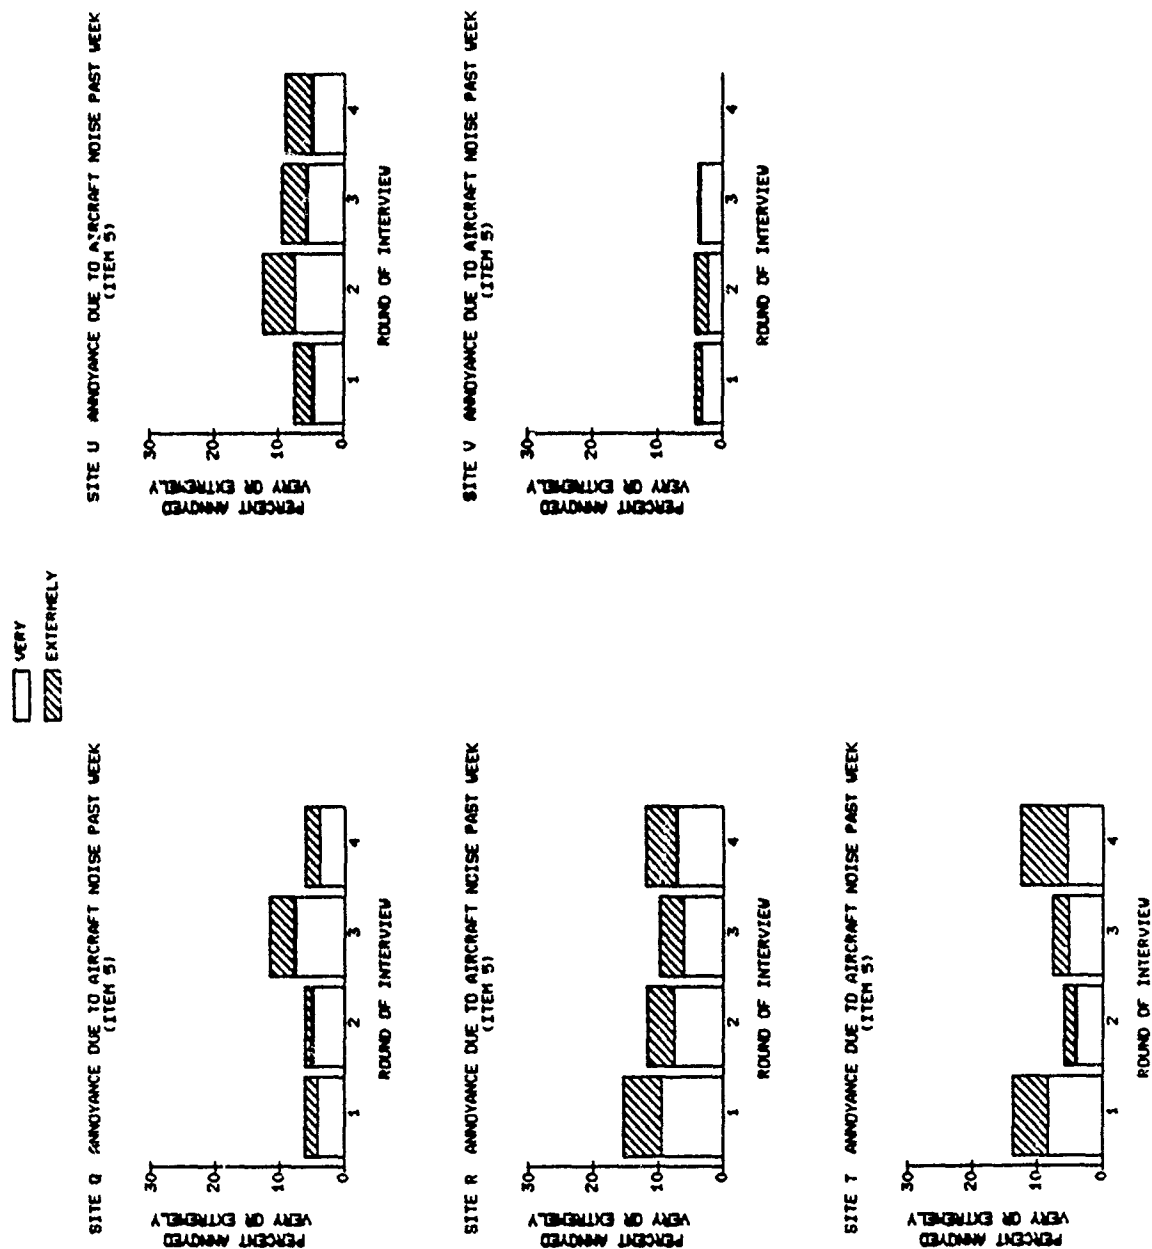 VERY
EXTERMELY
SITE Q ANNOYANCE DUE TO AIRCRAFT NOISE PAST WEEK
(ITEM 5)
PERCENT ANNOYED
VERY OR EXTREMELY
30
20
10
0
1 2 3 4
ROUND OF INTERVIEW
SITE R ANNOYANCE DUE TO AIRCRAFT NOISE PAST WEEK
(ITEM 5)
PERCENT ANNOYED
VERY OR EXTREMELY
30
20
10
0
1 2 3 4
ROUND OF INTERVIEW
SITE T ANNOYANCE DUE TO AIRCRAFT NOISE PAST WEEK
(ITEM 5)
PERCENT ANNOYED
VERY OR EXTREMELY
30
20
10
0
1 2 3 4
ROUND OF INTERVIEW
SITE U ANNOYANCE DUE TO AIRCRAFT NOISE PAST WEEK
(ITEM 5)
PERCENT ANNOYED
VERY OR EXTREMELY
30
20
10
0
1 2 3 4
ROUND OF INTERVIEW
SITE V ANNOYANCE DUE TO AIRCRAFT NOISE PAST WEEK
(ITEM 5)
PERCENT ANNOYED
VERY OR EXTREMELY
30
20
10
0
1 2 3 4
ROUND OF INTERVIEW